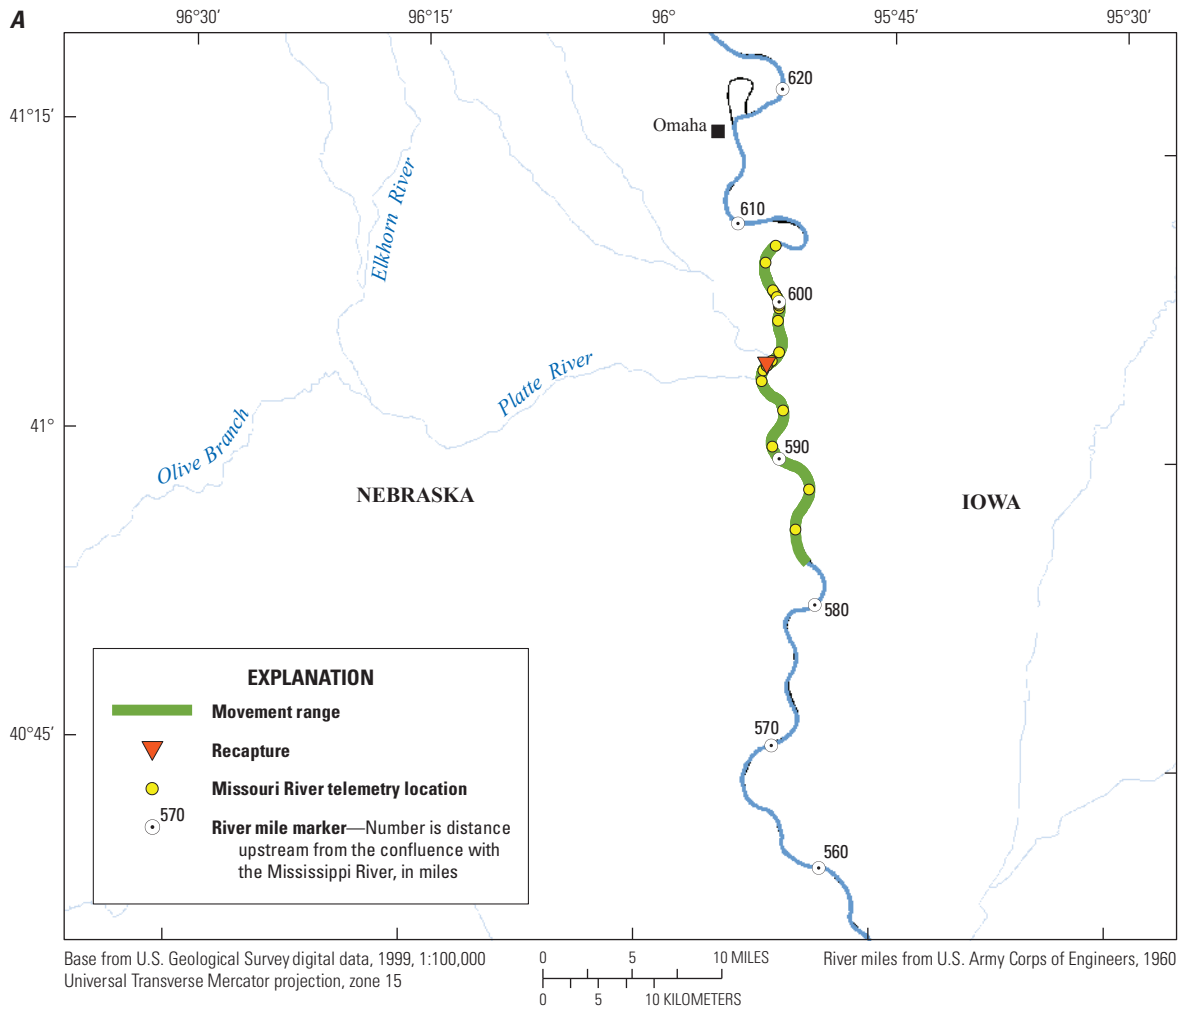 A
96°30′ 96°15′ 96° 95°45′ 95°30′
620
41°15′
Omaha
610
Elkhorn River
600
Platte River
41°
590
Olive Branch
NEBRASKA
IOWA
580
EXPLANATION
Movement range
570
40°45′
Recapture
Missouri River telemetry location
570
River mile marker—Number is distance
upstream from the confluence with
the Mississippi River, in miles
560
Base from U.S. Geological Survey digital data, 1999, 1:100,000
Universal Transverse Mercator projection, zone 15
0 5 10 MILES
0 5 10 KILOMETERS
River miles from U.S. Army Corps of Engineers, 1960